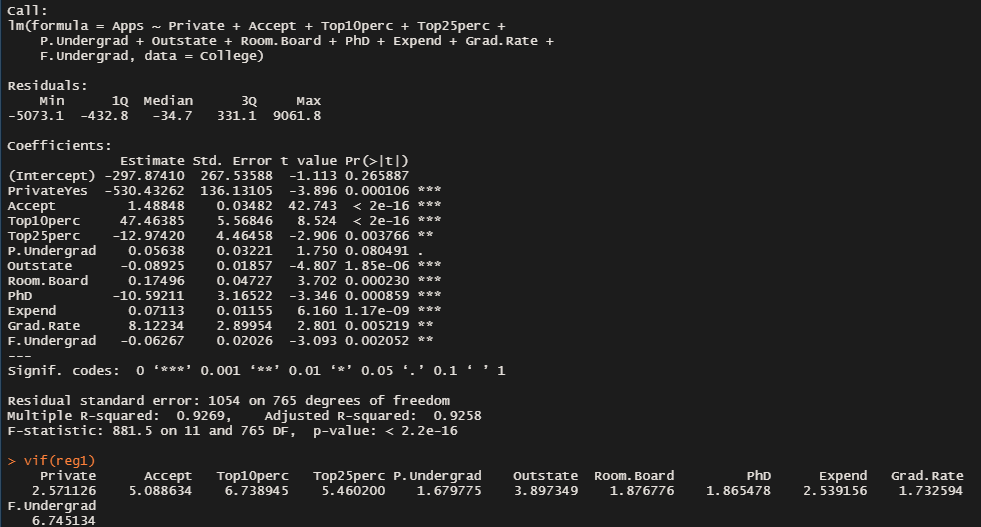 Call:
lm(formula = Apps ~ Private + Accept + Top10perc + Top25perc +
    P.Undergrad + Outstate + Room.Board + PhD + Expend + Grad.Rate +
    F.Undergrad, data = College)

Residuals:
    Min      1Q  Median      3Q     Max
-5073.1  -432.8   -34.7   331.1  9061.8

Coefficients:
              Estimate Std. Error t value Pr(>|t|)
(Intercept) -297.87410  267.53588  -1.113 0.265887
PrivateYes  -530.43262  136.13105  -3.896 0.000106 ***
Accept         1.48848    0.03482  42.743  < 2e-16 ***
Top10perc     47.46385    5.56846   8.524  < 2e-16 ***
Top25perc    -12.97420    4.46458  -2.906 0.003766 **
P.Undergrad    0.05638    0.03221   1.750 0.080491 .
Outstate      -0.08925    0.01857  -4.807 1.85e-06 ***
Room.Board     0.17496    0.04727   3.702 0.000230 ***
PhD          -10.59211    3.16522  -3.346 0.000859 ***
Expend         0.07113    0.01155   6.160 1.17e-09 ***
Grad.Rate      8.12234    2.89954   2.801 0.005219 **
F.Undergrad   -0.06267    0.02026  -3.093 0.002052 **
---
Signif. codes:  0 ‘***’ 0.001 ‘**’ 0.01 ‘*’ 0.05 ‘.’ 0.1 ‘ ’ 1

Residual standard error: 1054 on 765 degrees of freedom
Multiple R-squared:  0.9269,	Adjusted R-squared:  0.9258
F-statistic: 881.5 on 11 and 765 DF,  p-value: < 2.2e-16

> vif(reg1)
    Private      Accept   Top10perc   Top25perc P.Undergrad    Outstate  Room.Board         PhD      Expend   Grad.Rate
   2.571126    5.088634    6.738945    5.460200    1.679775    3.897349    1.876776    1.865478    2.539156    1.732594
F.Undergrad
   6.745134